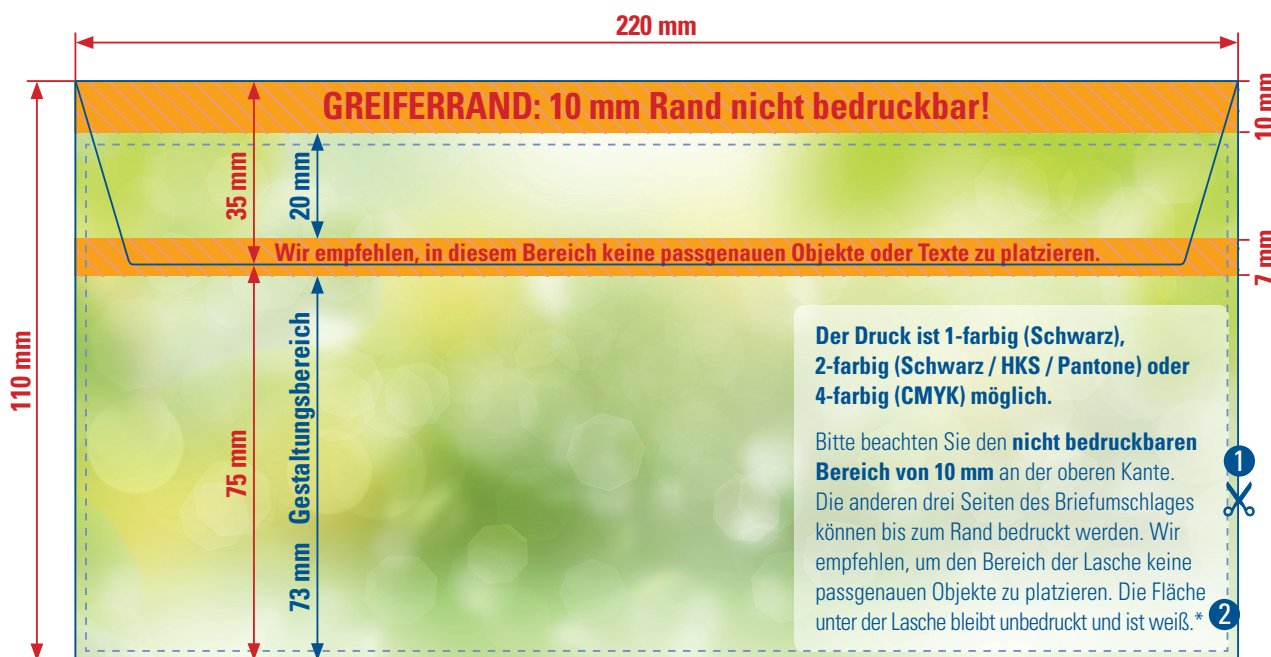 220 mm
GREIFERRAND: 10 mm Rand nicht bedruckbar!
10 mm
35 mm
20 mm
Wir empfehlen, in diesem Bereich keine passgenauen Objekte oder Texte zu platzieren.
7 mm
110 mm
75 mm
73 mm Gestaltungsbereich
Der Druck ist 1-farbig (Schwarz),
2-farbig (Schwarz / HKS / Pantone) oder
4-farbig (CMYK) möglich.
Bitte beachten Sie den nicht bedruckbaren
Bereich von 10 mm an der oberen Kante.
Die anderen drei Seiten des Briefumschlages
können bis zum Rand bedruckt werden. Wir
empfehlen, um den Bereich der Lasche keine
passgenauen Objekte zu platzieren. Die Fläche
unter der Lasche bleibt unbedruckt und ist weiß.*
1
2